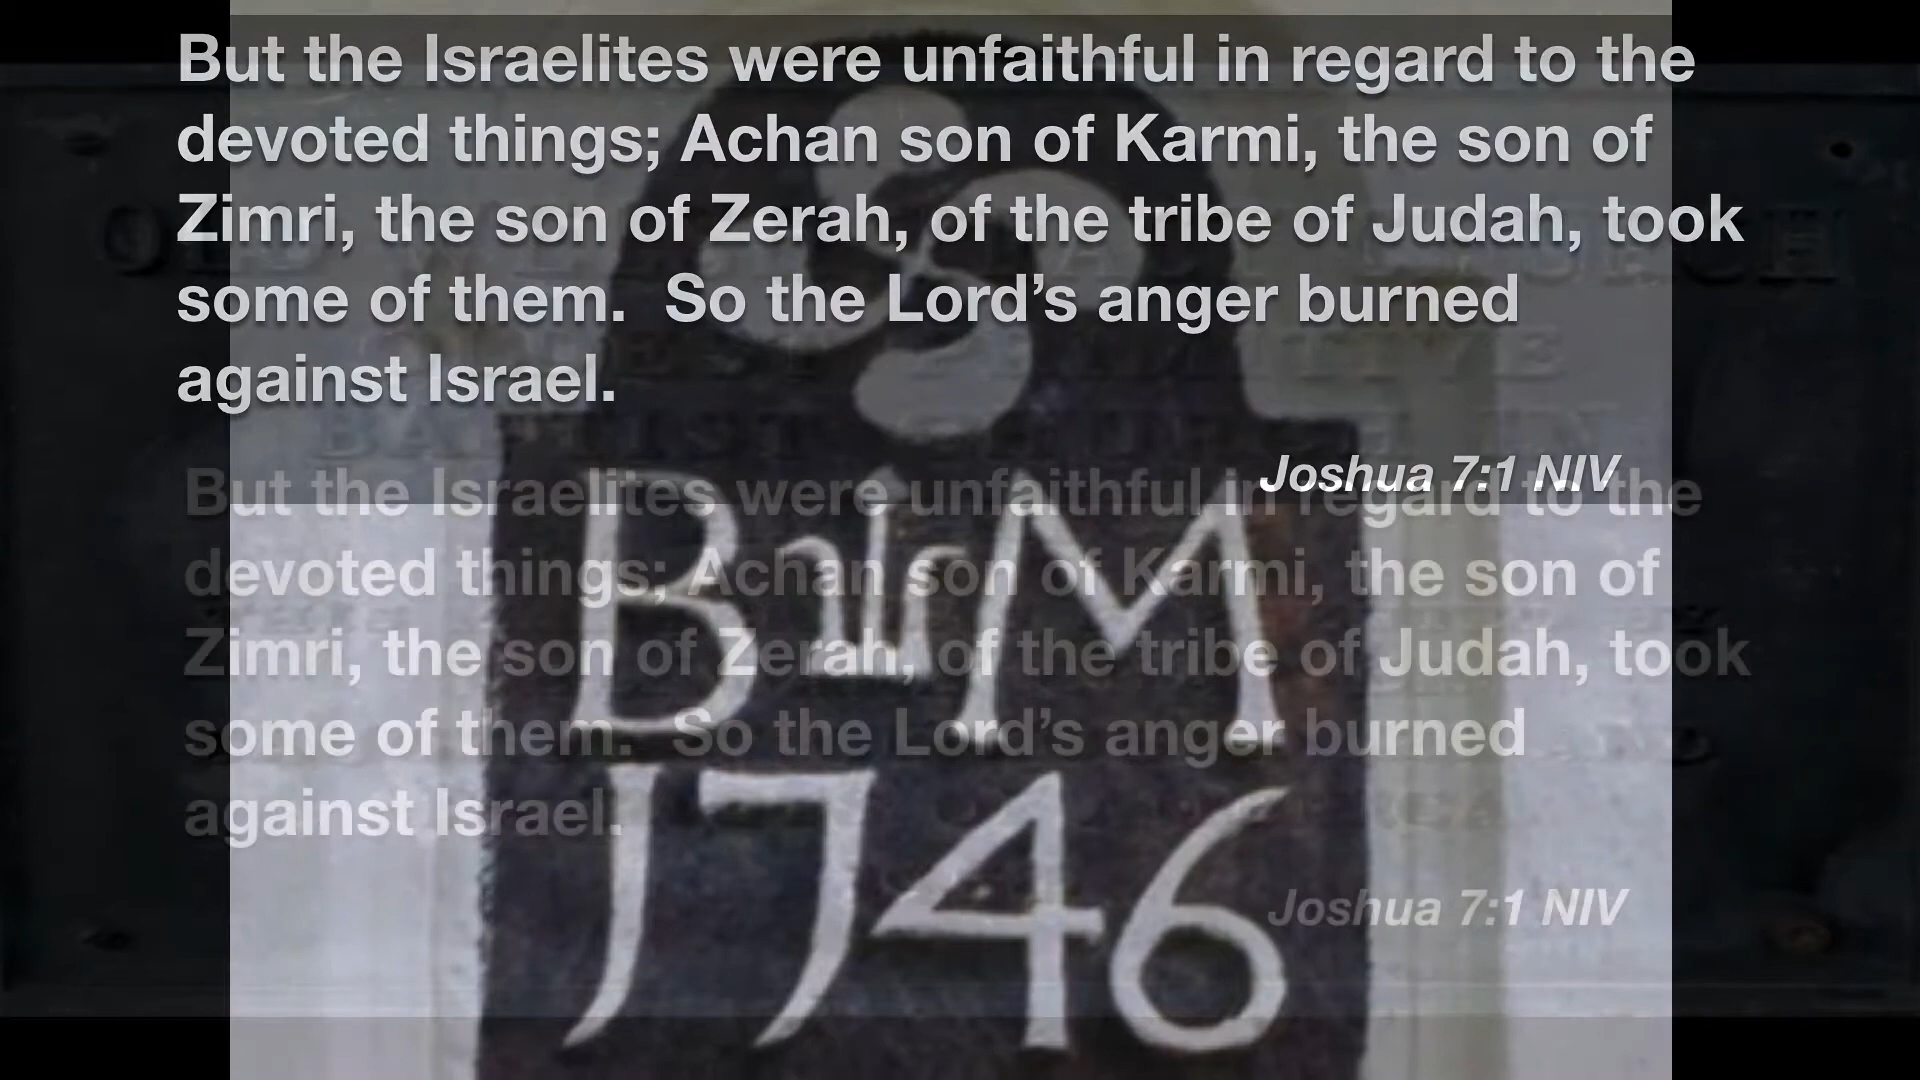 But the Israelites were unfaithful in regard to the
devoted things; Achan son of Karmi, the son of
Zimri, the son of Zerah, of the tribe of Judah, took
some of them.  So the Lord’s anger burned
against Israel.
Joshua 7:1 NIV
But the Israelites were unfaithful in regard to the
devoted things; Achan son of Karmi, the son of
Zimri, the son of Zerah, of the tribe of Judah, took
some of them.  So the Lord’s anger burned
against Israel.
Joshua 7:1 NIV
B M
1746
BAPTIST CHURCH IN